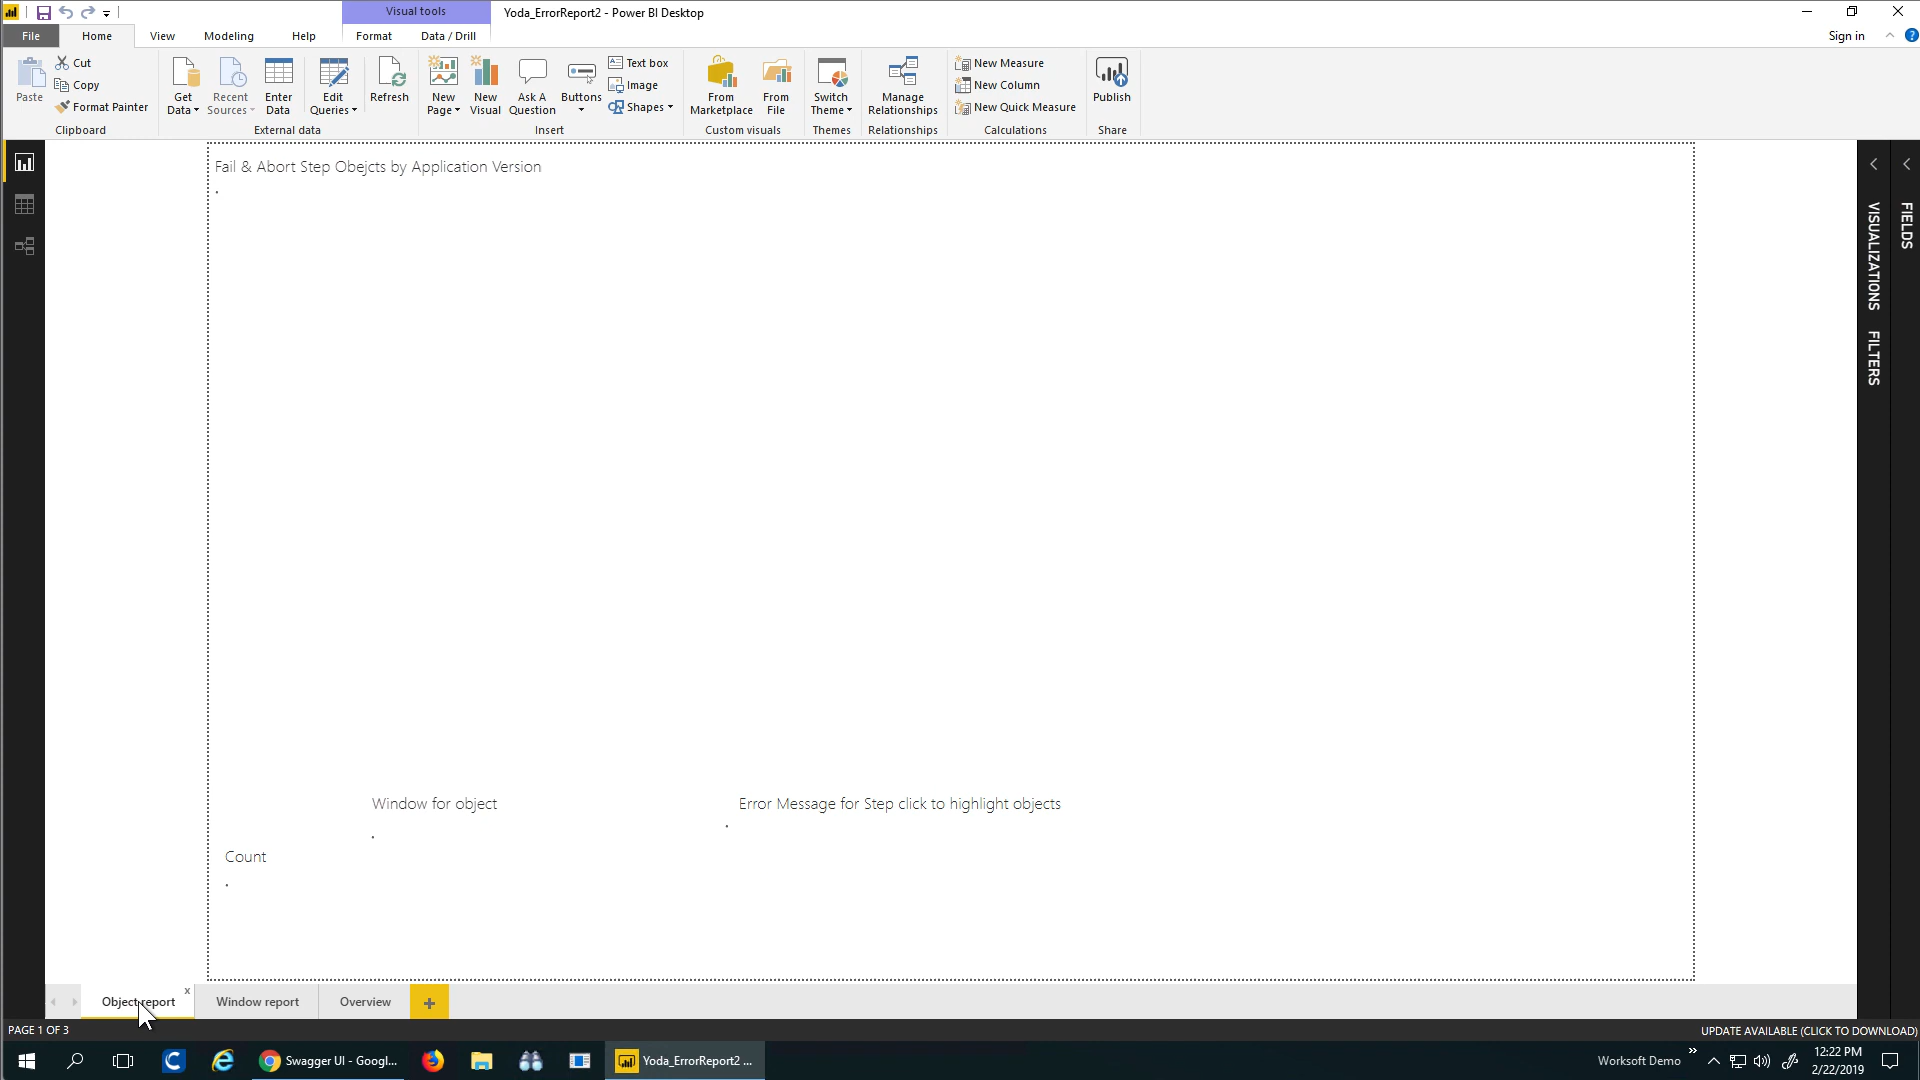 Visual tools
Yoda_ErrorReport2 - Power BI Desktop
File
Home
View
Modeling
Help
Format
Data / Drill
Sign in
Paste
Cut
Copy
Format Painter
Clipboard
Get Data
Recent Sources
Enter Data
Edit Queries
Refresh
External data
New Page
New Visual
Ask A Question
Buttons
Text box
Image
Shapes
Insert
From Marketplace
From File
Custom visuals
Switch Theme
Themes
Manage Relationships
Relationships
New Measure
New Column
New Quick Measure
Calculations
Publish
Share
Fail & Abort Step Obejcts by Application Version
VISUALIZATIONS
FILTERS
FIELDS
Window for object
Error Message for Step click to highlight objects
Count
Object report
x
Window report
Overview
PAGE 1 OF 3
UPDATE AVAILABLE (CLICK TO DOWNLOAD)
Swagger UI - Googl...
Yoda_ErrorReport2 ...
Worksoft Demo
12:22 PM
2/22/2019